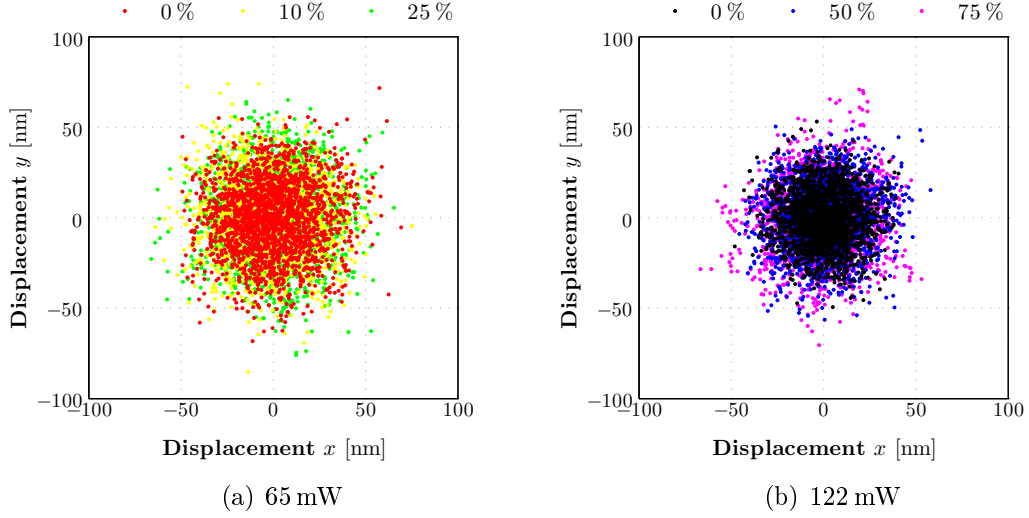 0 % 10 % 25 %
100
50
0
−50
−100
−100 −50 0 50 100
Displacement y [nm]
Displacement x [nm]
(a) 65 mW
0 % 50 % 75 %
100
50
0
−50
−100
−100 −50 0 50 100
Displacement y [nm]
Displacement x [nm]
(b) 122 mW